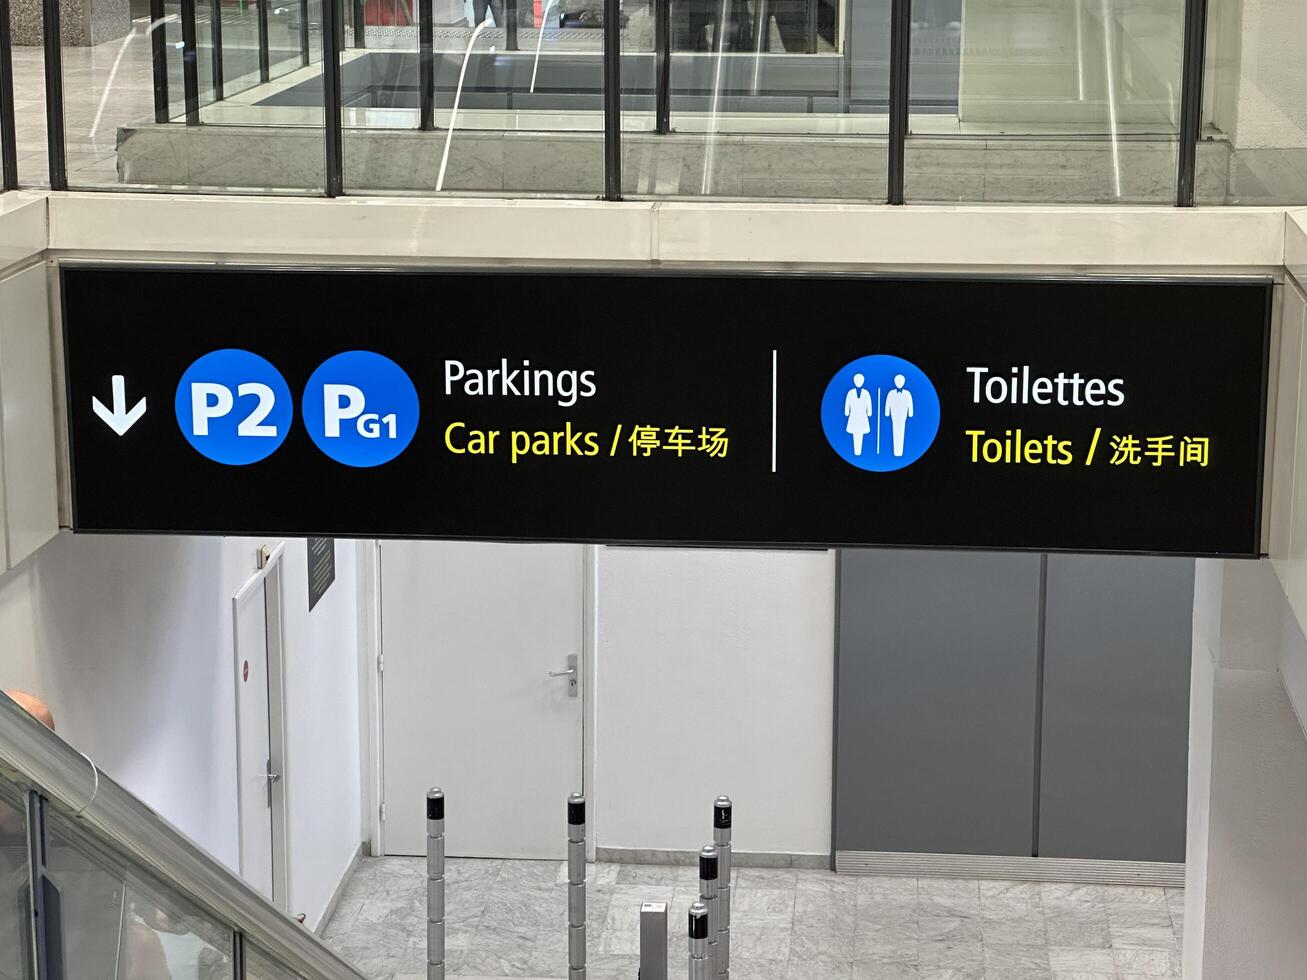 P2 PG1
Parkings
Car parks / 停车场
Toilettes
Toilets / 洗手间